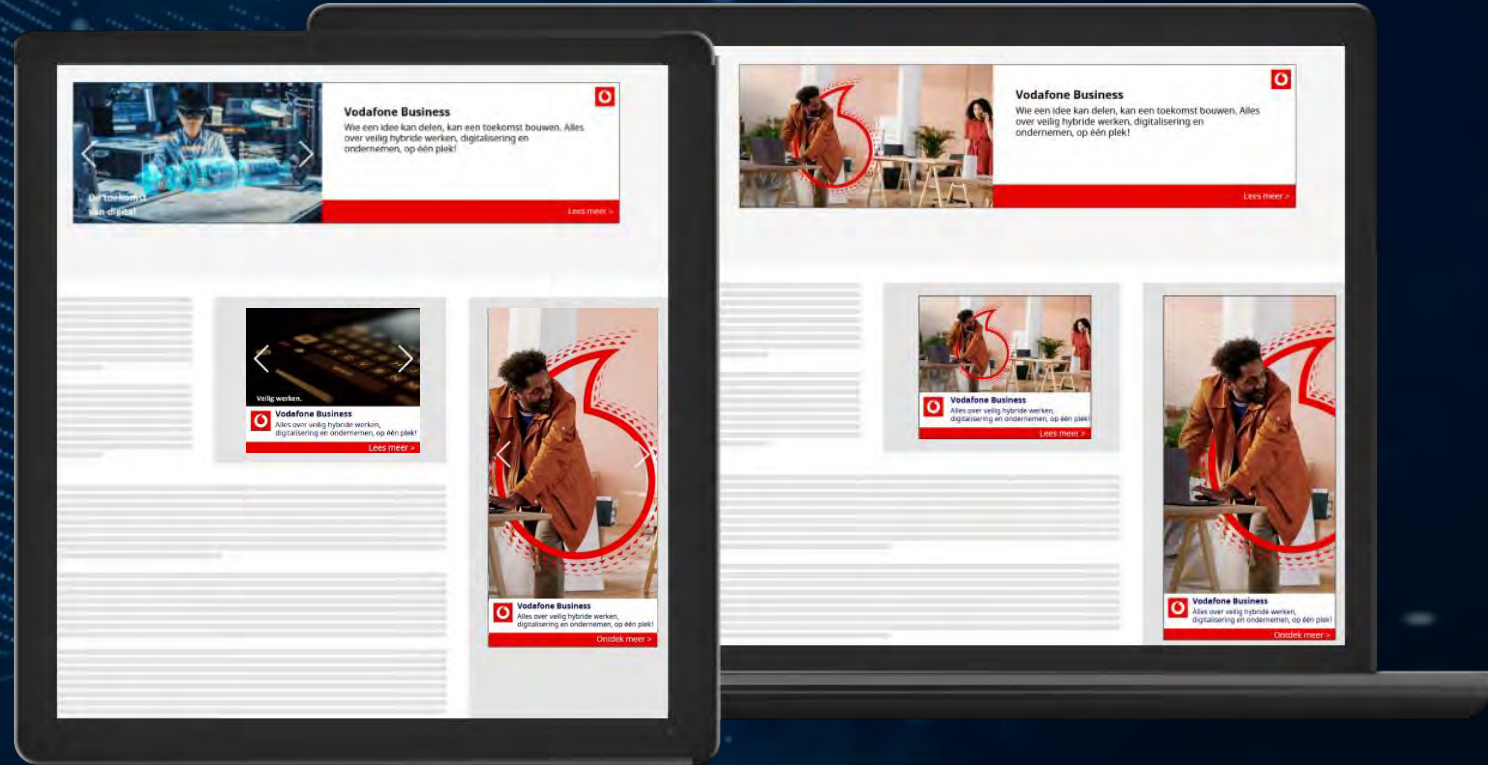 Vodafone Business
Wie een idee kan delen, kan een toekomst bouwen. Alles
over veilig hybride werken, digitalisering en
ondernemen, op één plek!
De toekomst
van digital
Lees meer >
Veilig werken.
Vodafone Business
Alles over veilig hybride werken,
digitalisering en ondernemen, op één plek!
Lees meer >
Vodafone Business
Alles over veilig hybride werken,
digitalisering en ondernemen, op één plek!
Ontdek meer >
Vodafone Business
Wie een idee kan delen, kan een toekomst bouwen. Alles
over veilig hybride werken, digitalisering en
ondernemen, op één plek!
Lees meer >
Vodafone Business
Alles over veilig hybride werken,
digitalisering en ondernemen, op één plek!
Lees meer >
Vodafone Business
Alles over veilig hybride werken,
digitalisering en ondernemen, op één plek!
Ontdek meer >